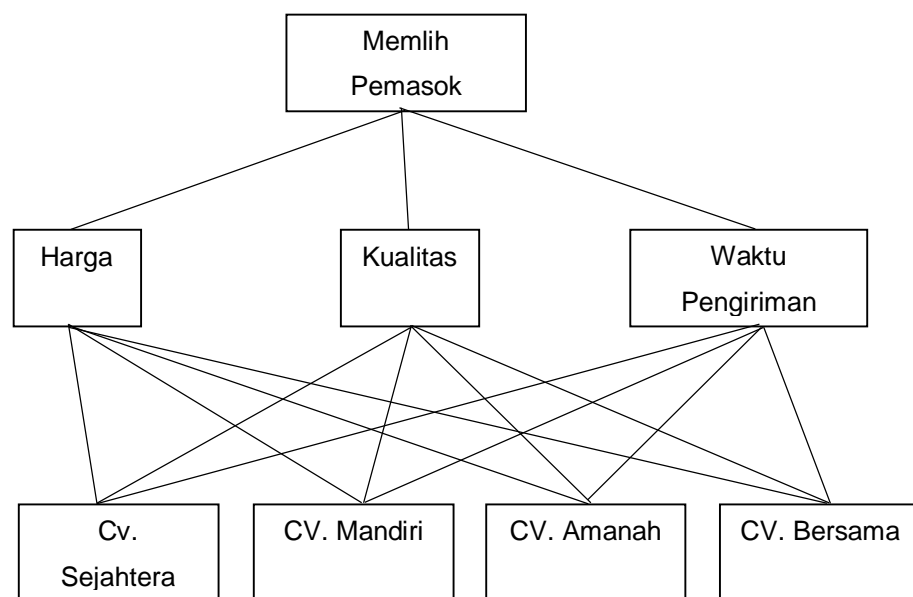 Memlih
Pemasok
Harga
Kualitas
Waktu
Pengiriman
Cv.
Sejahtera
CV. Mandiri
CV. Amanah
CV. Bersama